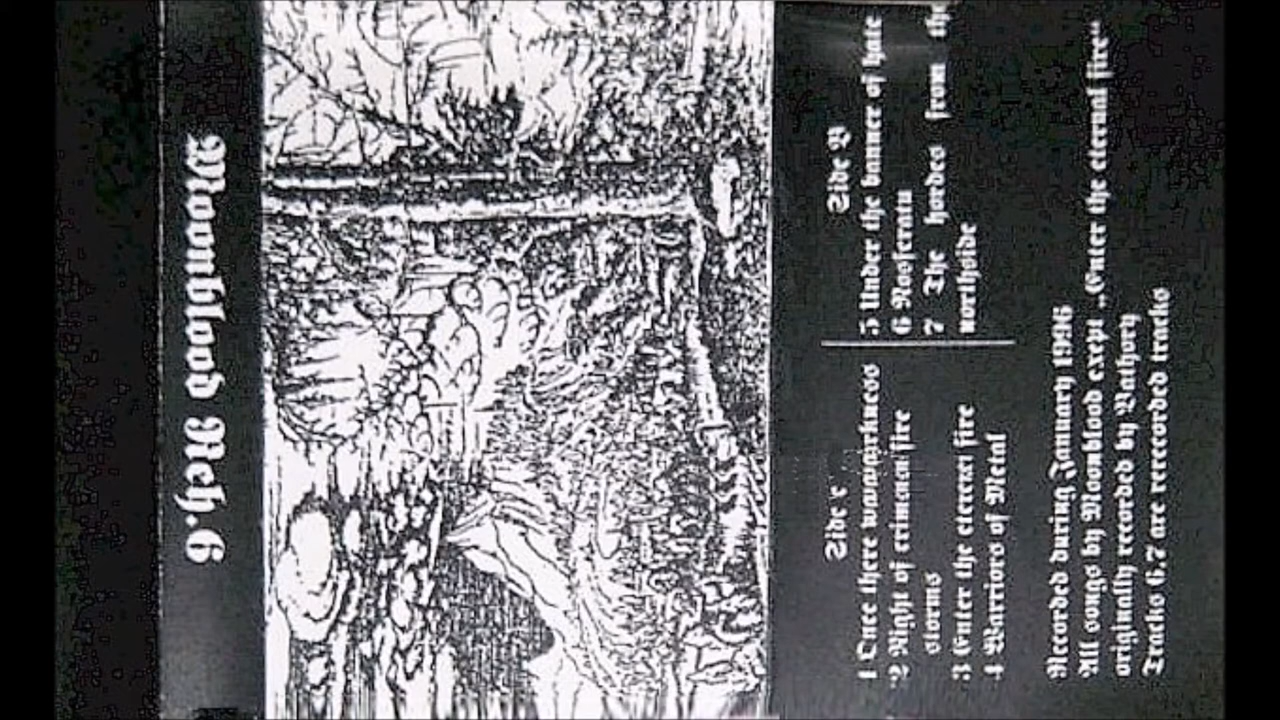 Moonblood Reh. 6
Side
1 Once there was darkness
2 Night of criminal fire
storms
3 Enter the eternal fire
4 Warriors of Metal
Side B
5 Under the banner of hate
6 Nosferatu
7 The hordes from the
northside
Recorded during January 1996
All songs by Moonblood exept „Enter the eternal fire“
originally recorded by Bathory
Tracks 6,7 are rerecorded tracks